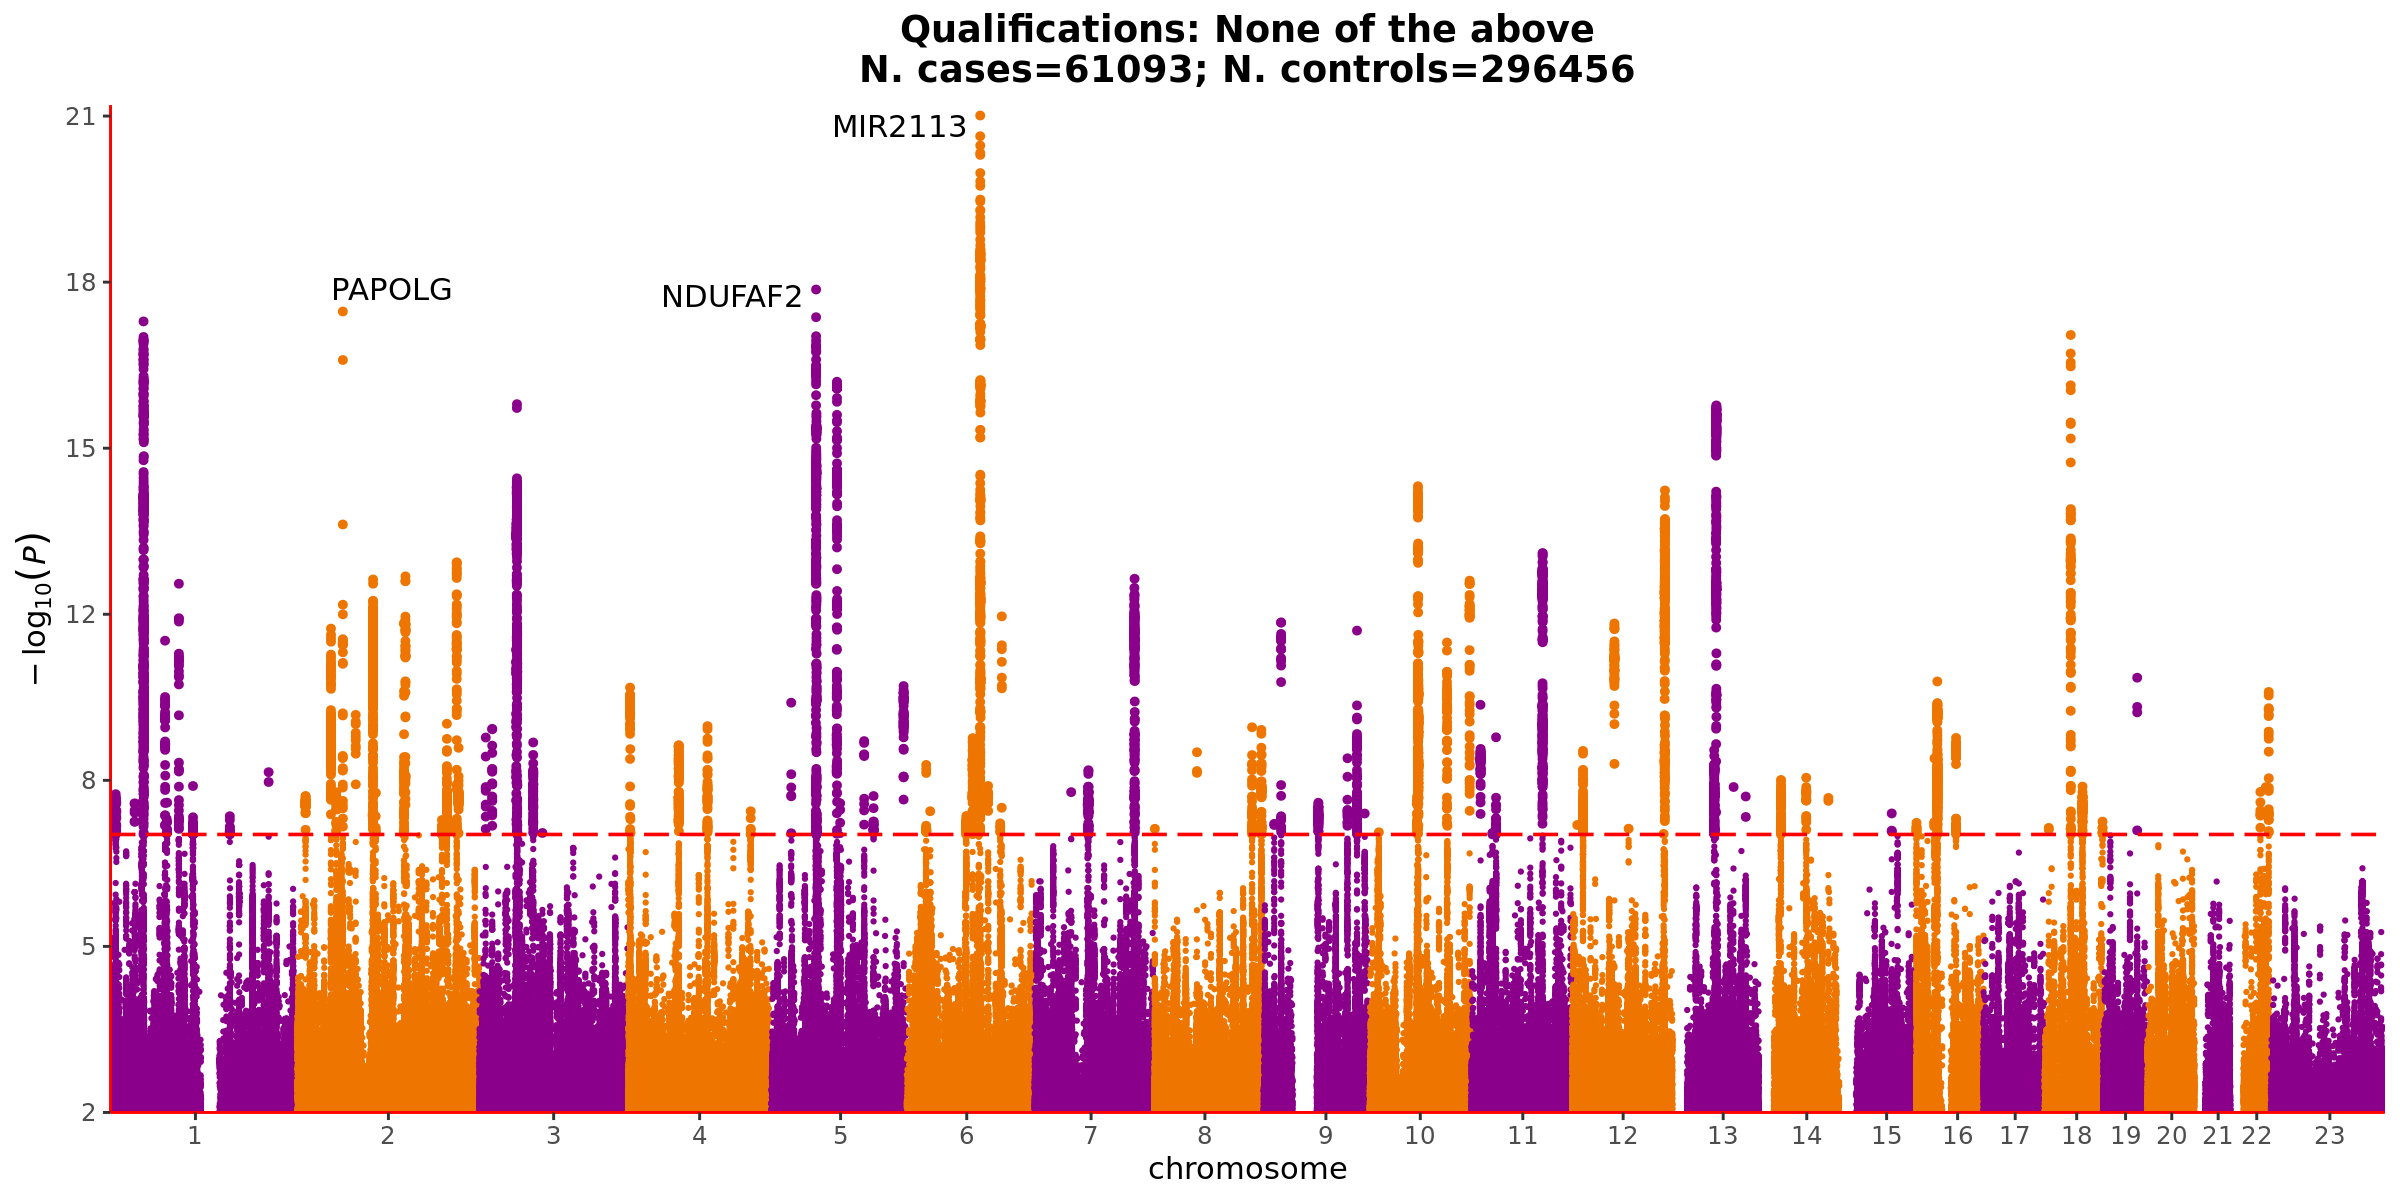 Qualifications: None of the above
N. cases=61093; N. controls=296456
21
MIR2113
18
PAPOLG
NDUFAF2
15
12
8
5
2
−log10(P)
1 2 3 4 5 6 7 8 9 10 11 12 13 14 15 16 17 18 19 20 21 22 23
chromosome